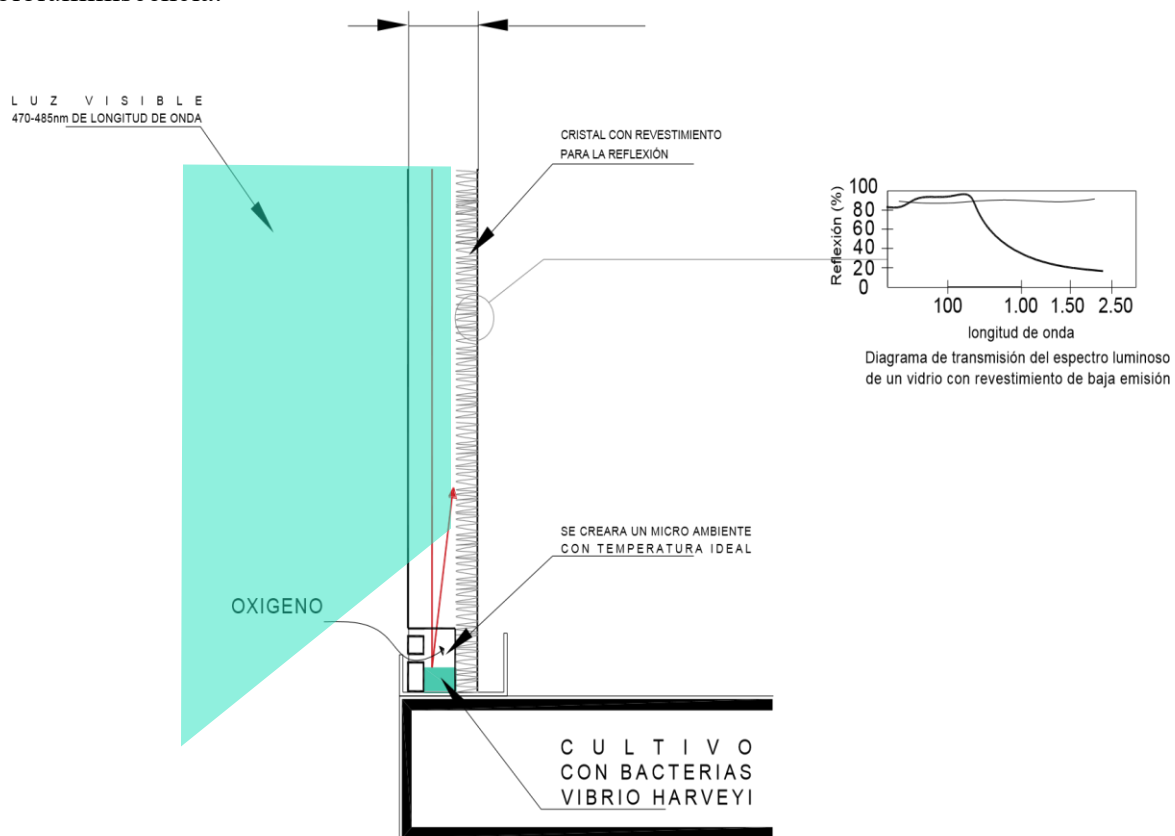 L U Z V I S I B L E
470-485nm DE LONGITUD DE ONDA
CRISTAL CON REVESTIMIENTO
PARA LA REFLEXIÓN
Reflexión (%)
100
80
60
40
20
0
100 1.00 1.50 2.50
longitud de onda
Diagrama de transmisión del espectro luminoso
de un vidrio con revestimiento de baja emisión
SE CREARA UN MICRO AMBIENTE
CON TEMPERATURA IDEAL
OXIGENO
C U L T I V O
CON BACTERIAS
VIBRIO HARVEYI